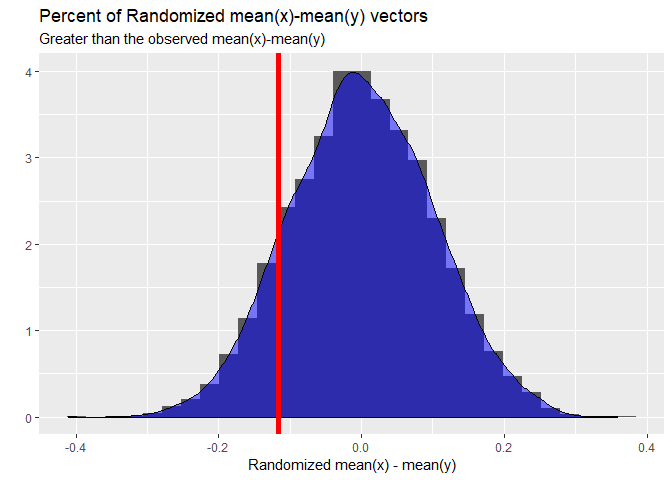 Percent of Randomized mean(x)-mean(y) vectors
Greater than the observed mean(x)-mean(y)
4
3
2
1
0
-0.4 -0.2 0.0 0.2 0.4
Randomized mean(x) - mean(y)